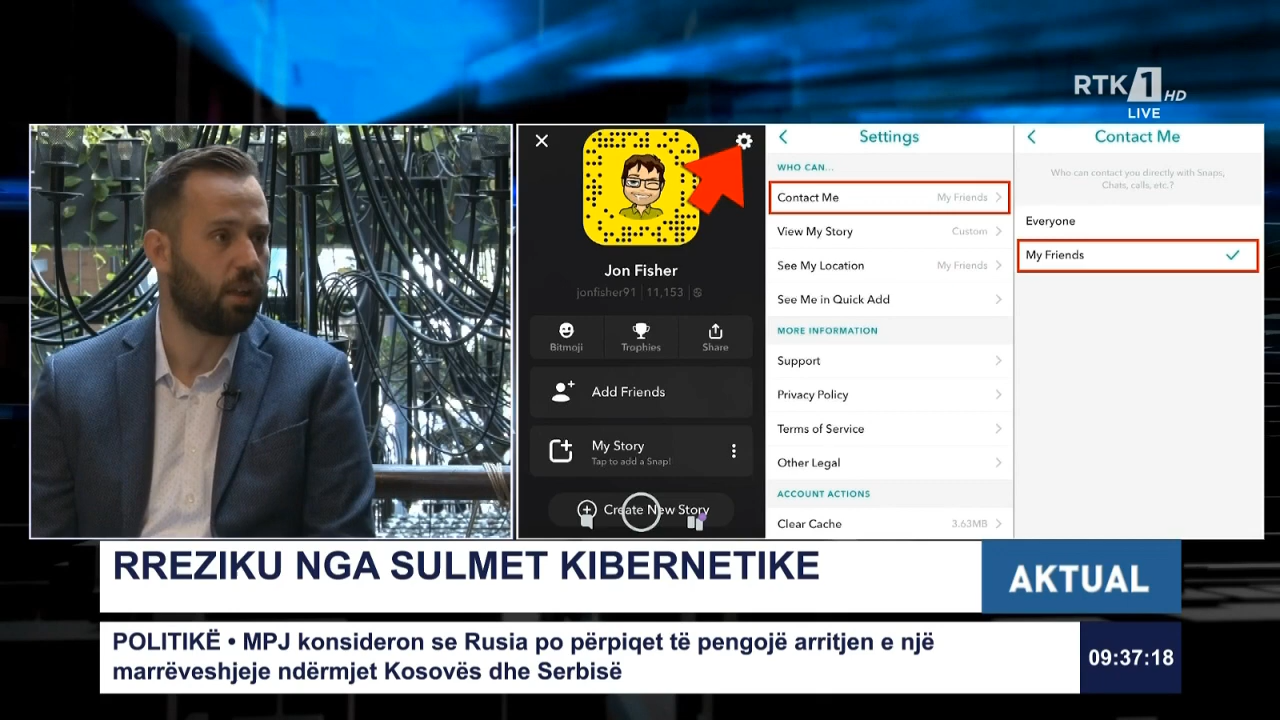 RTK 1 HD
LIVE
Jon Fisher
jonfisher91 | 11,153
Bitmoji
Trophies
Share
Add Friends
My Story
Tap to add a Snap!
Create New Story
Settings
WHO CAN...
Contact Me My Friends
View My Story Custom
See My Location My Friends
See Me in Quick Add
MORE INFORMATION
Support
Privacy Policy
Terms of Service
Other Legal
ACCOUNT ACTIONS
Clear Cache 3.63MB
Contact Me
Who can contact you directly with Snaps,
Chats, calls, etc.?
Everyone
My Friends
RREZIKU NGA SULMET KIBERNETIKE
AKTUAL
POLITIKË • MPJ konsideron se Rusia po përpiqet të pengojë arritjen e një
marrëveshjeje ndërmjet Kosovës dhe Serbisë
09:37:18